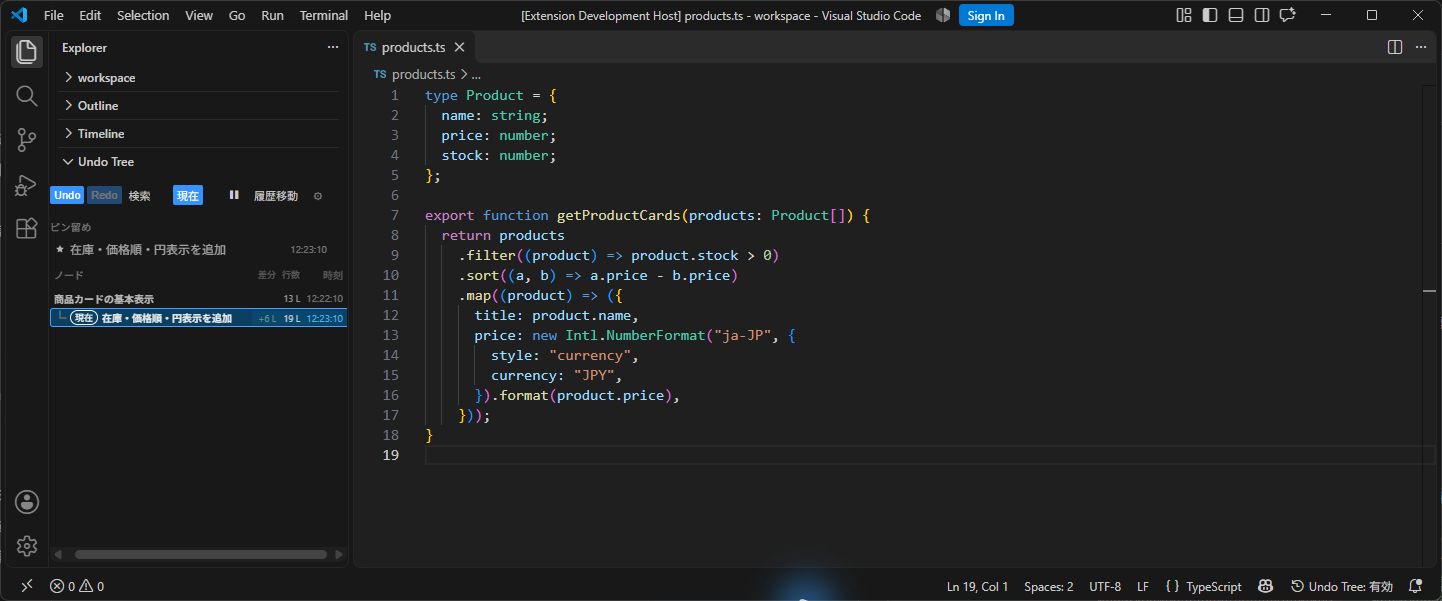 File Edit Selection View Go Run Terminal Help
[Extension Development Host] products.ts - workspace - Visual Studio Code
Sign In
Explorer
workspace
Outline
Timeline
Undo Tree
Undo Redo 検索 現在 履歴移動
ピン留め
★ 在庫・価格順・円表示を追加 12:23:10
ノード 差分 行数 時刻
商品カードの基本表示 13 L 12:22:10
現在 在庫・価格順・円表示を追加 +6 L 19 L 12:23:10
TS products.ts
TS products.ts > ...
1 type Product = {
2 name: string;
3 price: number;
4 stock: number;
5 };
6
7 export function getProductCards(products: Product[]) {
8 return products
9 .filter((product) => product.stock > 0)
10 .sort((a, b) => a.price - b.price)
11 .map((product) => ({
12 title: product.name,
13 price: new Intl.NumberFormat("ja-JP", {
14 style: "currency",
15 currency: "JPY",
16 }).format(product.price),
17 }));
18 }
19
0 0
Ln 19, Col 1 Spaces: 2 UTF-8 LF { } TypeScript Undo Tree: 有効